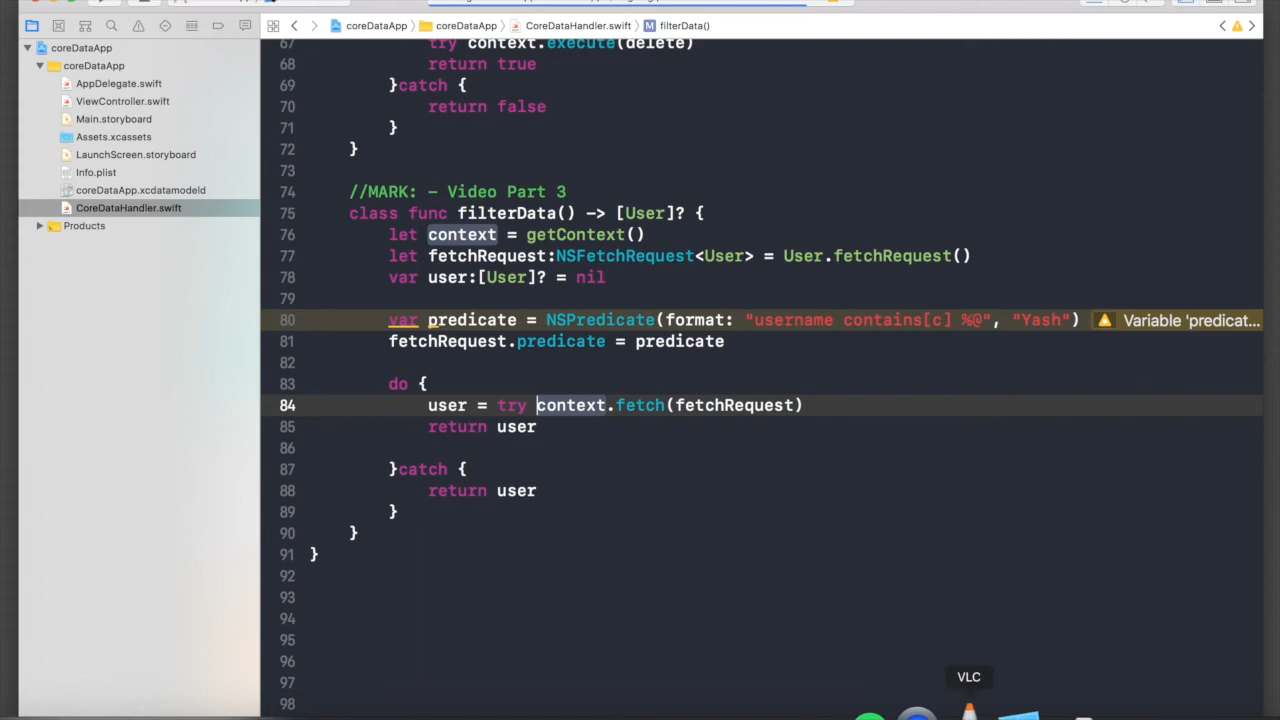 coreDataApp
coreDataApp
CoreDataHandler.swift
M
filterData()
coreDataApp
coreDataApp
AppDelegate.swift
ViewController.swift
Main.storyboard
Assets.xcassets
LaunchScreen.storyboard
Info.plist
coreDataApp.xcdatamodeld
CoreDataHandler.swift
Products
67 try context.execute(delete)
68 return true
69 }catch {
70 return false
71 }
72 }
73
74 //MARK: - Video Part 3
75 class func filterData() -> [User]? {
76 let context = getContext()
77 let fetchRequest:NSFetchRequest<User> = User.fetchRequest()
78 var user:[User]? = nil
79
80 var predicate = NSPredicate(format: "username contains[c] %@", "Yash") Variable 'predicat...
81 fetchRequest.predicate = predicate
82
83 do {
84 user = try context.fetch(fetchRequest)
85 return user
86
87 }catch {
88 return user
89 }
90 }
91 }
92
93
94
95
96
97
98
VLC